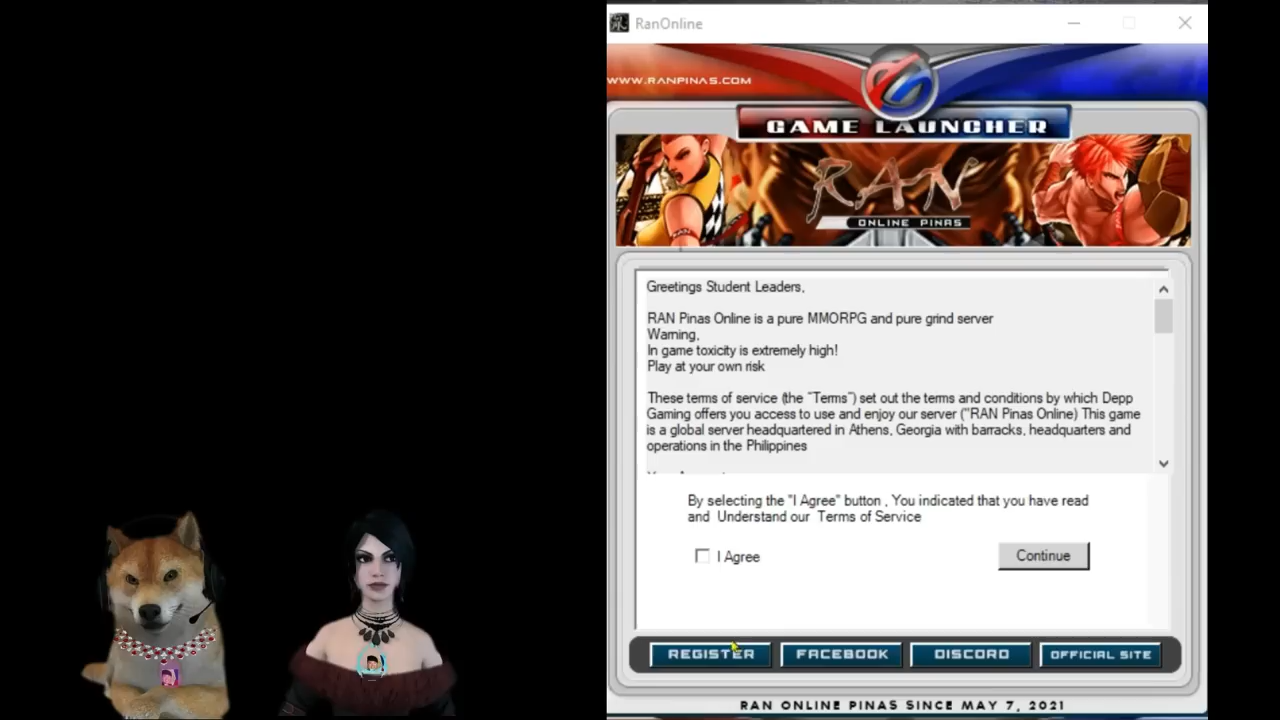 RanOnline
WWW.RANPINAS.COM
GAME LAUNCHER
RAN
ONLINE PINAS
Greetings Student Leaders,
RAN Pinas Online is a pure MMORPG and pure grind server
Warning,
In game toxicity is extremely high!
Play at your own risk
These terms of service (the "Terms") set out the terms and conditions by which Depp
Gaming offers you access to use and enjoy our server ("RAN Pinas Online) This game
is a global server headquartered in Athens, Georgia with barracks, headquarters and
operations in the Philippines
By selecting the "I Agree" button , You indicated that you have read
and Understand our Terms of Service
I Agree
Continue
REGISTER
FACEBOOK
DISCORD
OFFICIAL SITE
RAN ONLINE PINAS SINCE MAY 7, 2021